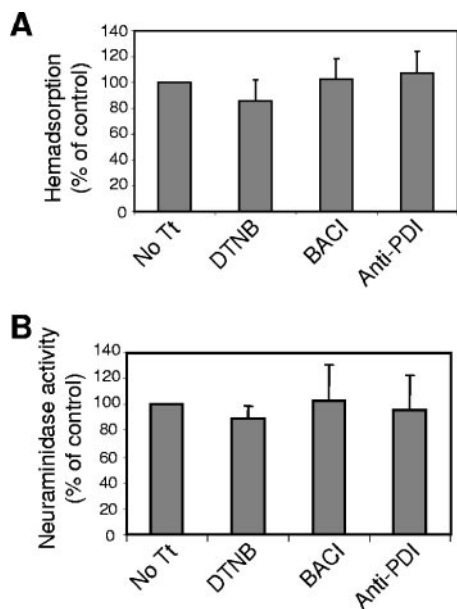 A
Hemadsorption
(% of control)
140
120
100
80
60
40
20
0
No Tt
DTNB
BACI
Anti-PDI
B
Neuraminidase activity
(% of control)
140
120
100
80
60
40
20
0
No Tt
DTNB
BACI
Anti-PDI